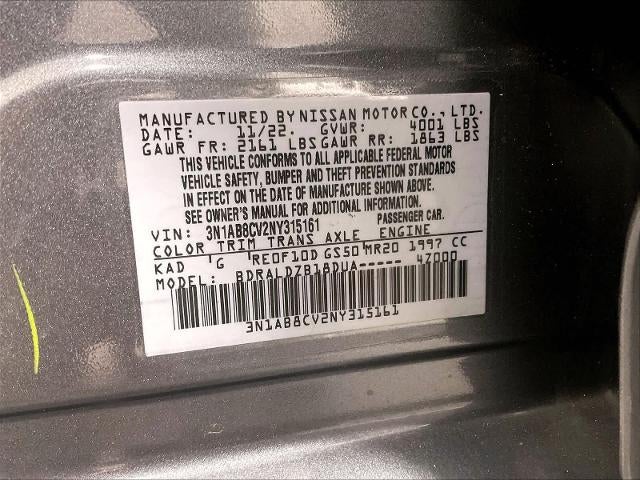 MANUFACTURED BY NISSAN MOTOR CO., LTD.
DATE: 11/22. GVWR: 4001 LBS
GAWR FR: 2161 LBS GAWR RR: 1863 LBS
THIS VEHICLE CONFORMS TO ALL APPLICABLE FEDERAL MOTOR
VEHICLE SAFETY, BUMPER AND THEFT PREVENTION STANDARDS
IN EFFECT ON THE DATE OF MANUFACTURE SHOWN ABOVE.
SEE OWNER'S MANUAL FOR ADDITIONAL INFORMATION.
VIN: 3N1AB8CV2NY315161 PASSENGER CAR.
COLOR TRIM TRANS AXLE ENGINE
KAD G RE0F10D GS50 MR20 1997 CC
BDRALDZB18DUA----- 4Z000
3N1AB8CV2NY315161